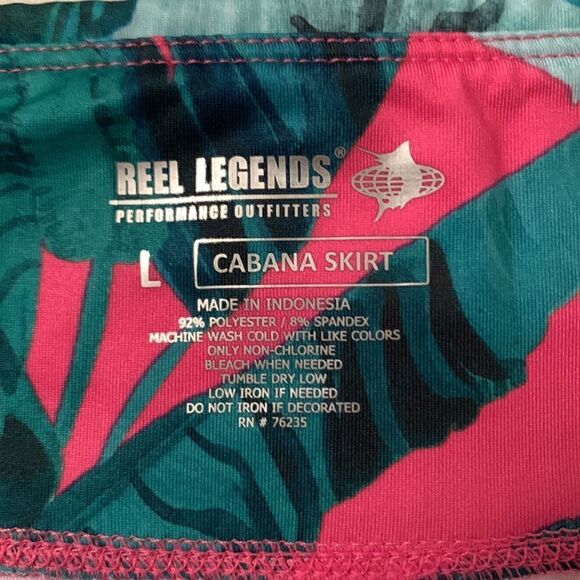 REEL LEGENDS®
PERFORMANCE OUTFITTERS
L CABANA SKIRT
MADE IN INDONESIA
92% POLYESTER / 8% SPANDEX
MACHINE WASH COLD WITH LIKE COLORS
ONLY NON-CHLORINE
BLEACH WHEN NEEDED
TUMBLE DRY LOW
LOW IRON IF NEEDED
DO NOT IRON IF DECORATED
RN # 76235